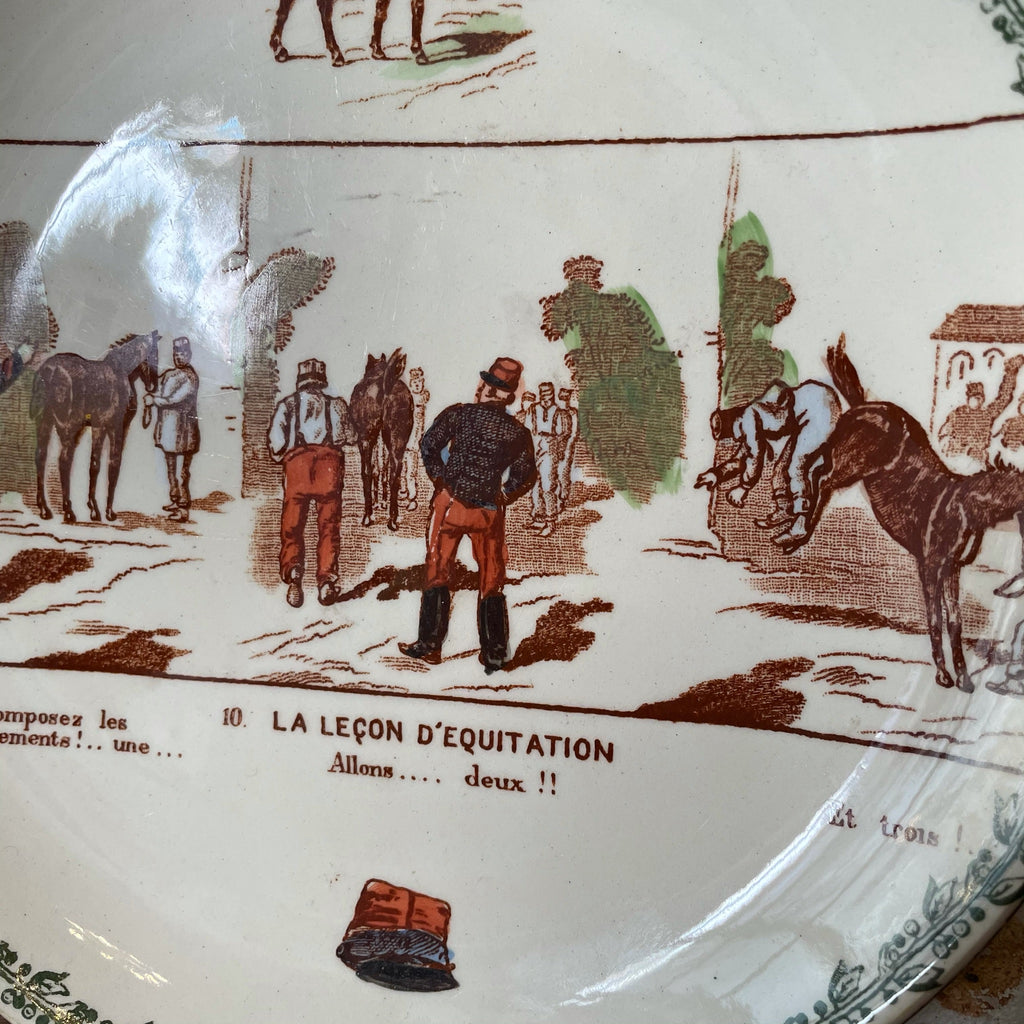 omposez les
ements!.. une...
10. LA LEÇON D'EQUITATION
Allons.... deux !!
Et trois !.